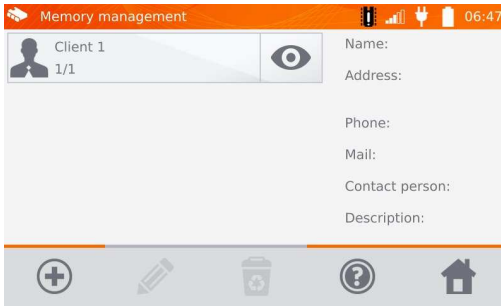 Memory management 06:47
Client 1
1/1
Name:
Address:
Phone:
Mail:
Contact person:
Description: